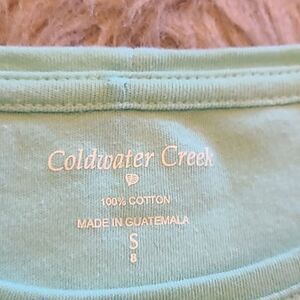 Coldwater Creek
100% COTTON
MADE IN GUATEMALA
S
8